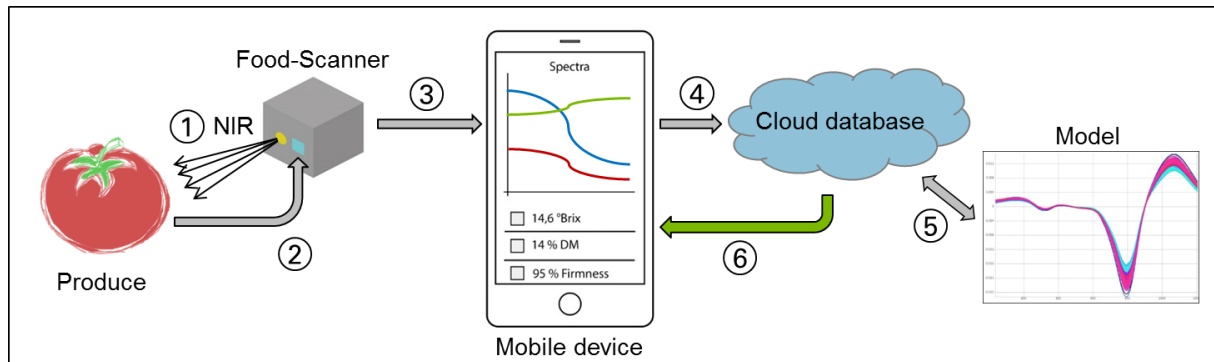 Food-Scanner
① NIR
③
④
②
⑤
⑥
Produce
Spectra
14,6 °Brix
14 % DM
95 % Firmness
Mobile device
Cloud database
Model